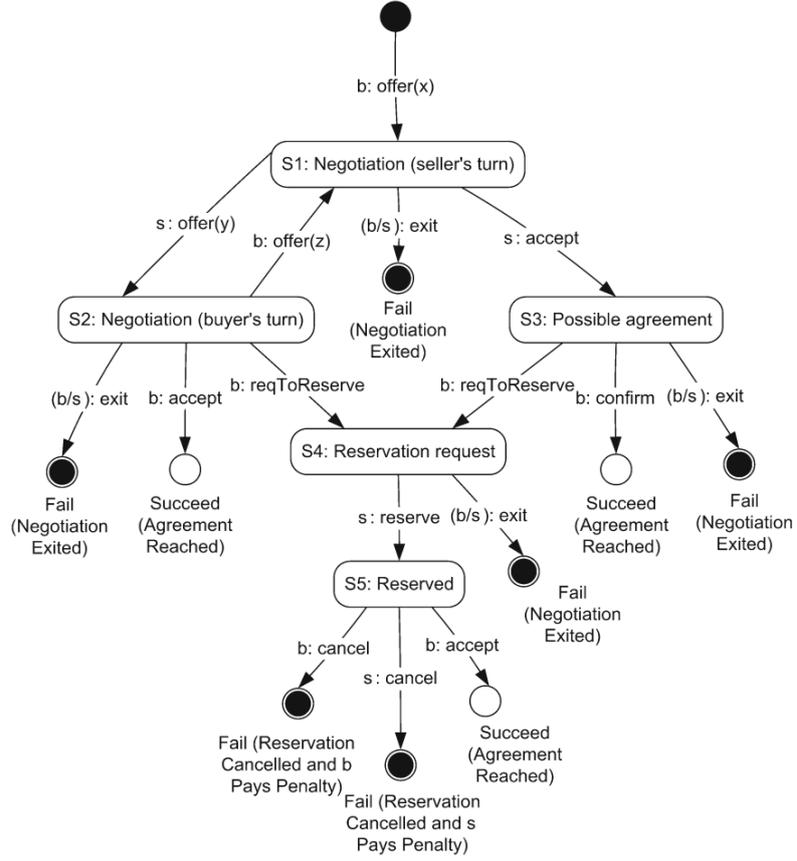 b: offer(x)
S1: Negotiation (seller's turn)
s: offer(y)
b: offer(z)
(b/s): exit
s: accept
Fail
(Negotiation
Exited)
S2: Negotiation (buyer's turn)
S3: Possible agreement
(b/s): exit
b: accept
b: reqToReserve
b: reqToReserve
b: confirm
(b/s): exit
S4: Reservation request
Fail
(Negotiation
Exited)
Succeed
(Agreement
Reached)
Succeed
(Agreement
Reached)
Fail
(Negotiation
Exited)
s: reserve
(b/s): exit
S5: Reserved
Fail
(Negotiation
Exited)
b: cancel
s: cancel
b: accept
Fail (Reservation
Cancelled and b
Pays Penalty)
Fail (Reservation
Cancelled and s
Pays Penalty)
Succeed
(Agreement
Reached)